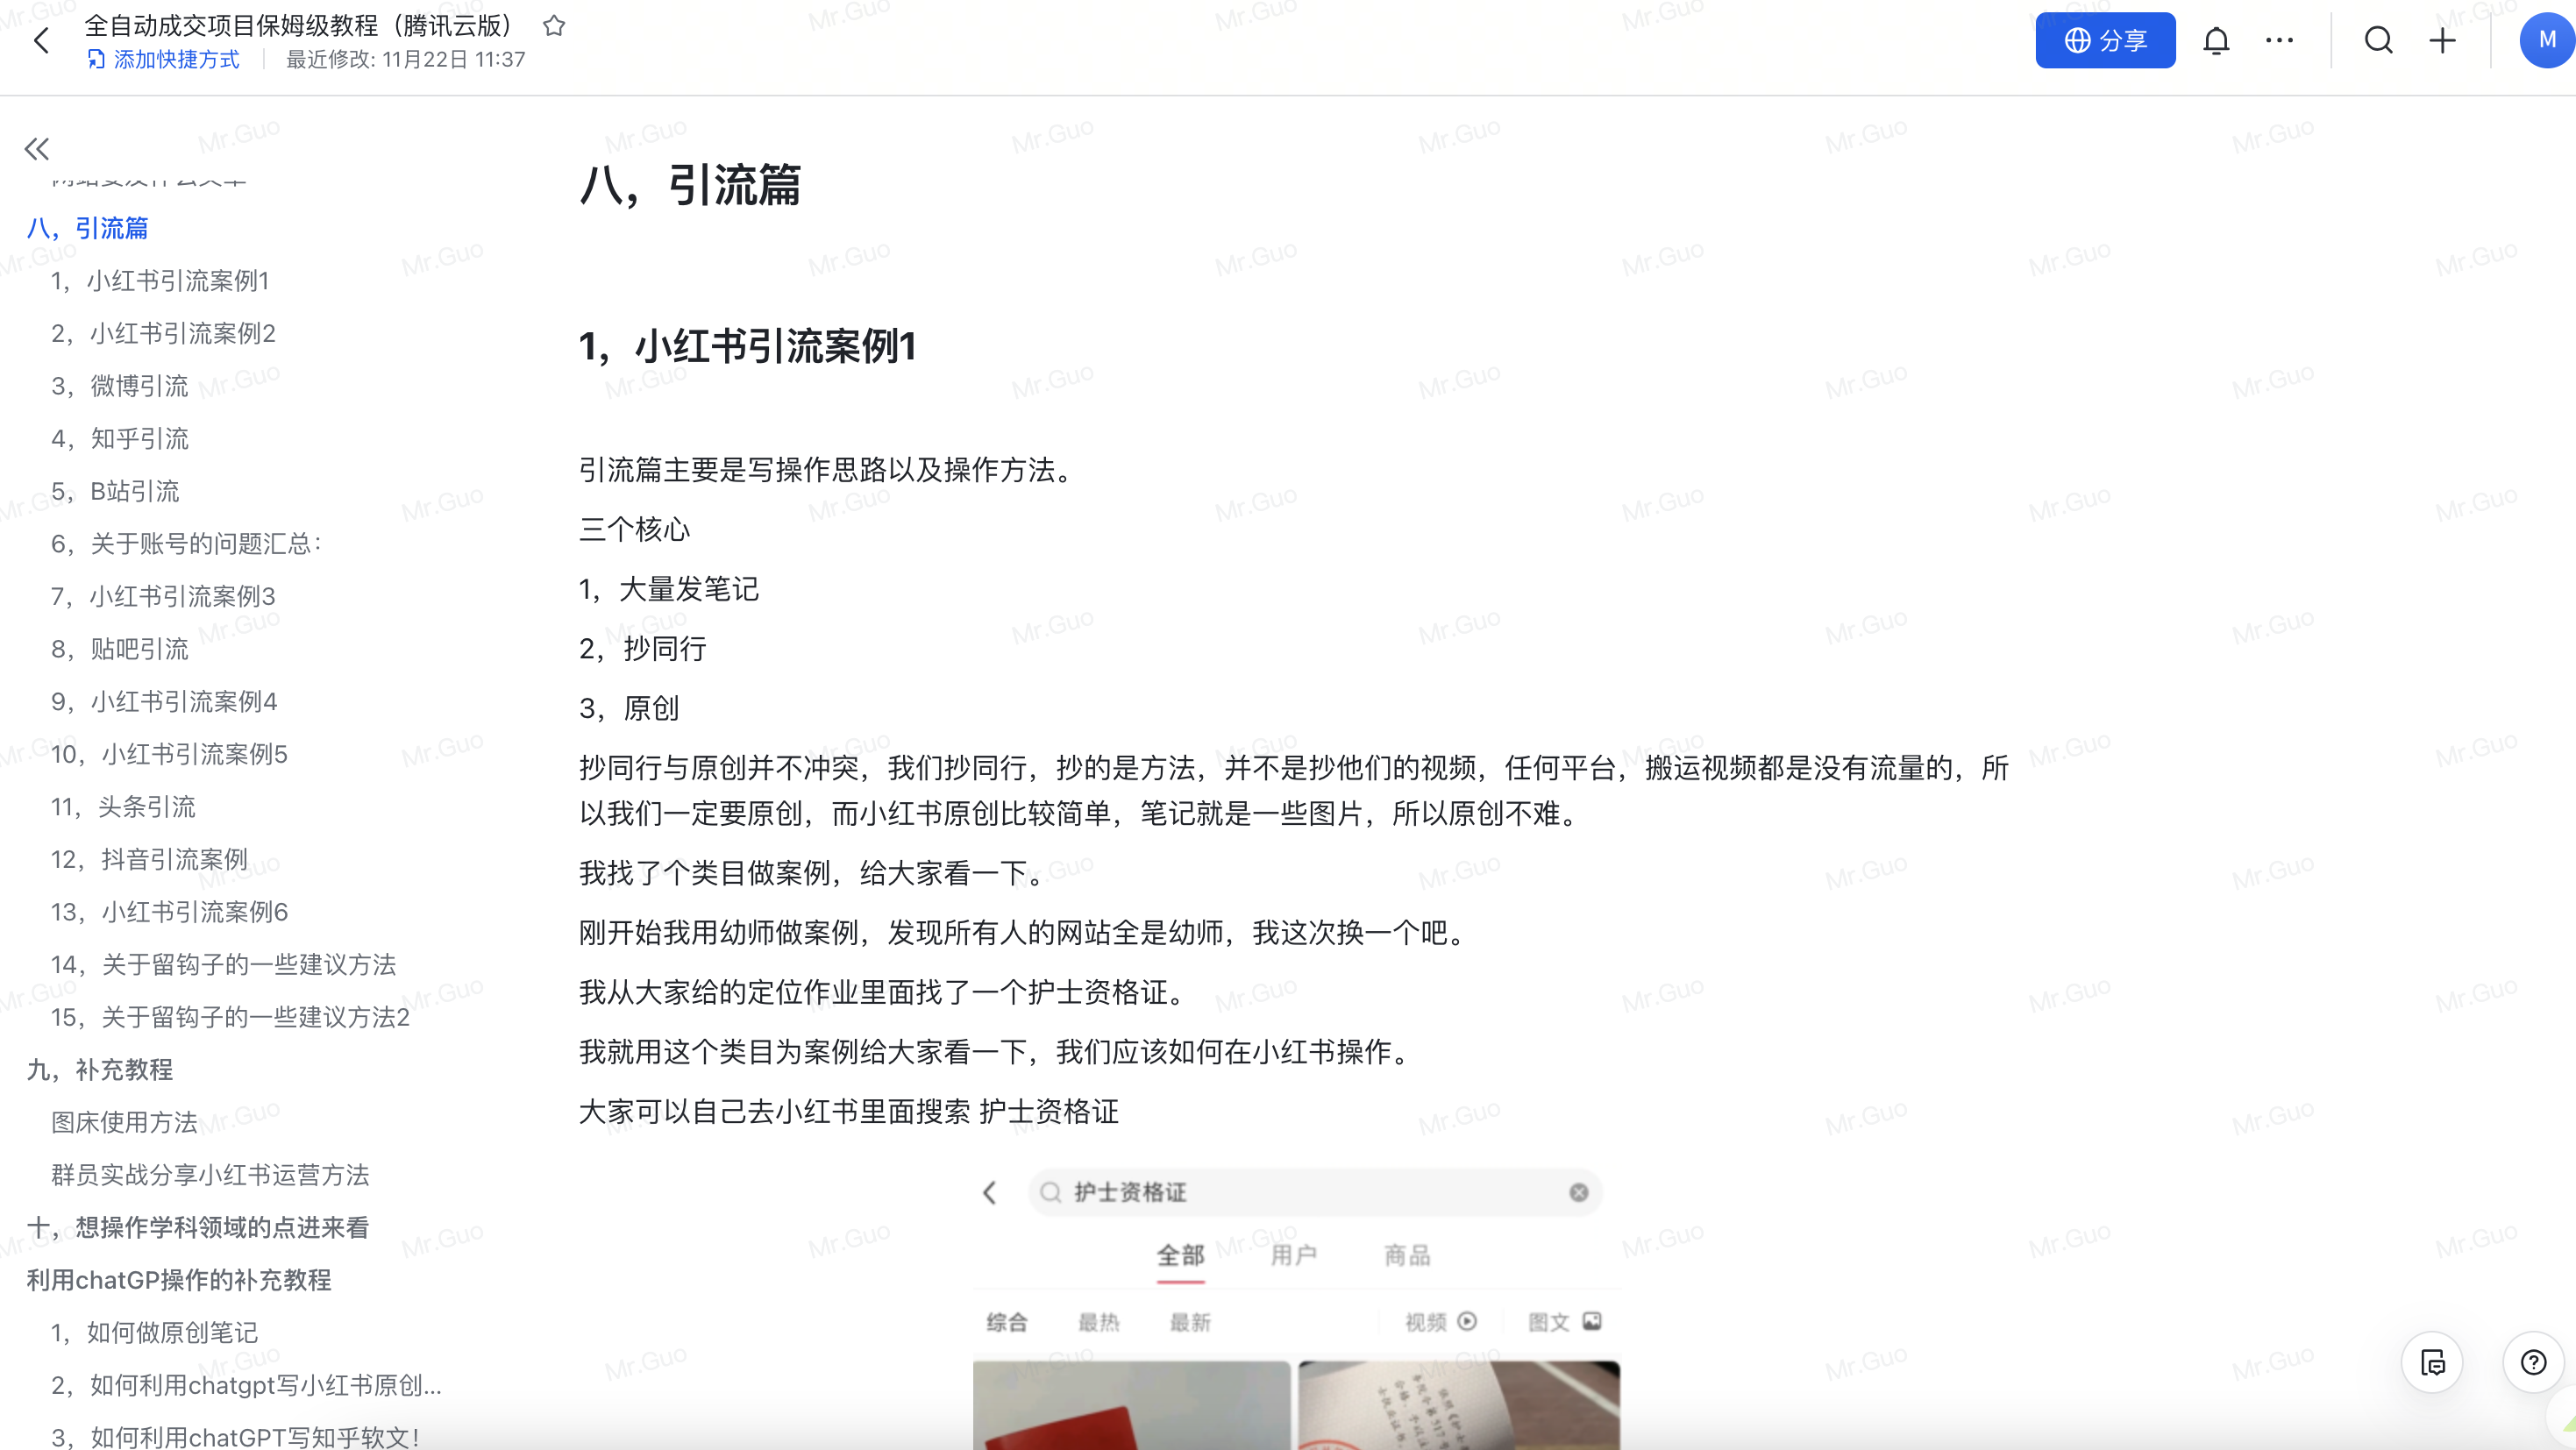 全自动成交项目保姆级教程（腾讯云版）
添加快捷方式
最近修改: 11月22日 11:37
分享
M
八，引流篇
1，小红书引流案例1
2，小红书引流案例2
3，微博引流
4，知乎引流
5，B站引流
6，关于账号的问题汇总：
7，小红书引流案例3
8，贴吧引流
9，小红书引流案例4
10，小红书引流案例5
11，头条引流
12，抖音引流案例
13，小红书引流案例6
14，关于留钩子的一些建议方法
15，关于留钩子的一些建议方法2
九，补充教程
图床使用方法
群员实战分享小红书运营方法
十，想操作学科领域的点进来看
利用chatGP操作的补充教程
1，如何做原创笔记
2，如何利用chatgpt写小红书原创...
3，如何利用chatGPT写知乎软文！
八，引流篇
1，小红书引流案例1
引流篇主要是写操作思路以及操作方法。
三个核心
1，大量发笔记
2，抄同行
3，原创
抄同行与原创并不冲突，我们抄同行，抄的是方法，并不是抄他们的视频，任何平台，搬运视频都是没有流量的，所
以我们一定要原创，而小红书原创比较简单，笔记就是一些图片，所以原创不难。
我找了个类目做案例，给大家看一下。
刚开始我用幼师做案例，发现所有人的网站全是幼师，我这次换一个吧。
我从大家给的定位作业里面找了一个护士资格证。
我就用这个类目为案例给大家看一下，我们应该如何在小红书操作。
大家可以自己去小红书里面搜索 护士资格证
护士资格证
全部 用户 商品
综合 最热 最新 视频 图文
Mr.Guo